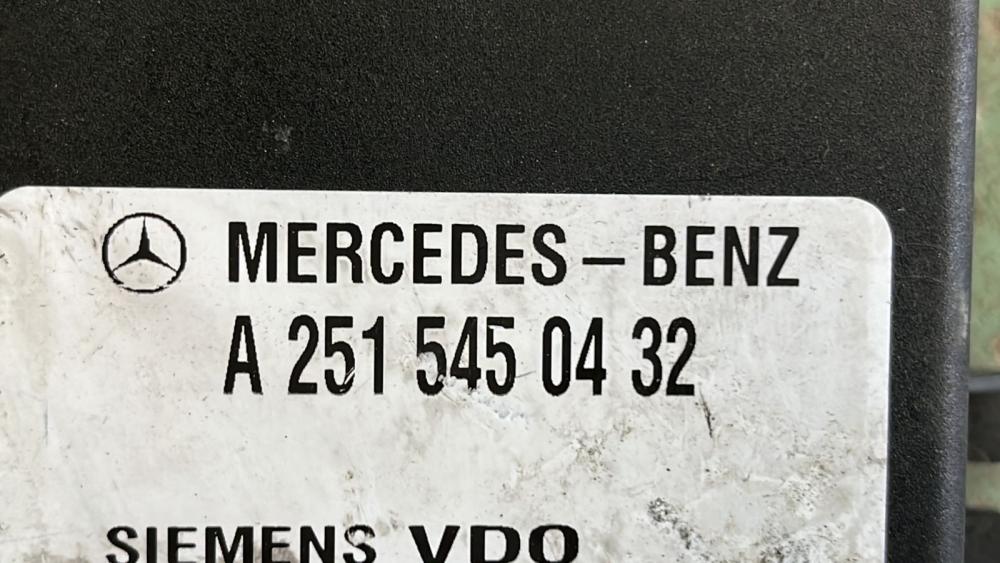 MERCEDES-BENZ
A 251 545 04 32
SIEMENS VDO